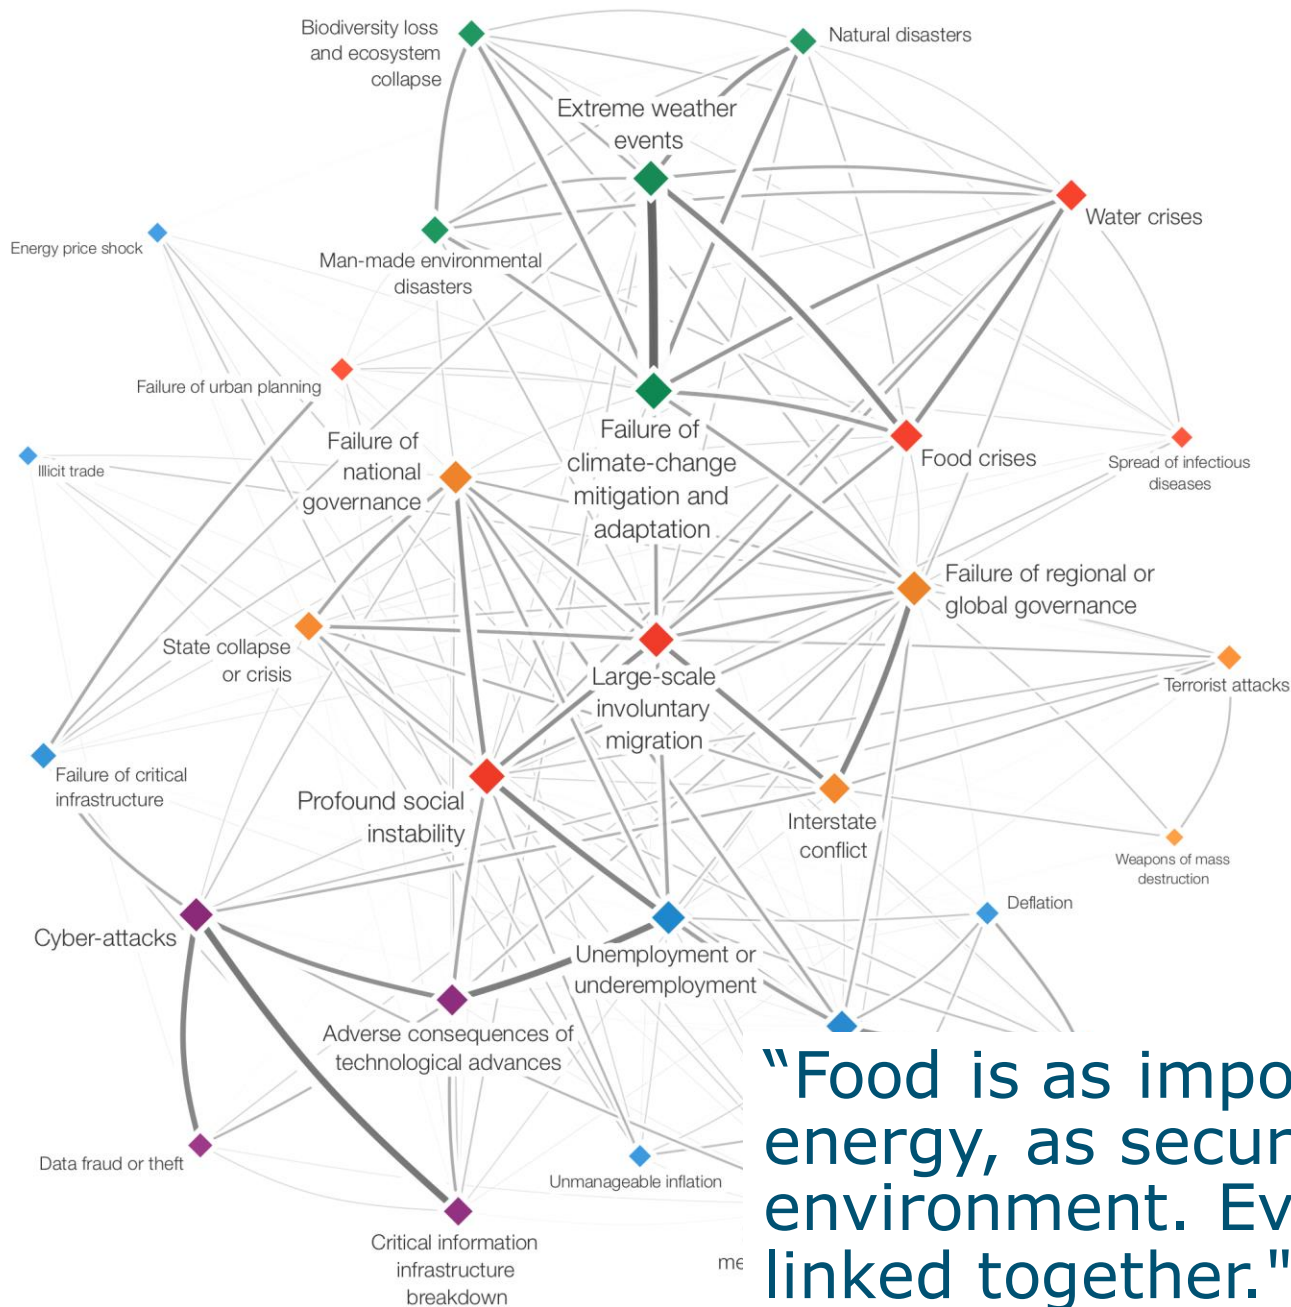 Biodiversity loss
and ecosystem
collapse
Natural disasters
Extreme weather
events
Water crises
Energy price shock
Man-made environmental
disasters
Failure of urban planning
Failure of
national
governance
Failure of
climate-change
mitigation and
adaptation
Food crises
Spread of infectious
diseases
Illicit trade
Failure of regional or
global governance
State collapse
or crisis
Large-scale
involuntary
migration
Terrorist attacks
Failure of critical
infrastructure
Profound social
instability
Interstate
conflict
Weapons of mass
destruction
Deflation
Cyber-attacks
Unemployment or
underemployment
Adverse consequences of
technological advances
Data fraud or theft
Unmanageable inflation
Critical information
infrastructure
breakdown
“Food is as
energy, as
environment.
linked together."